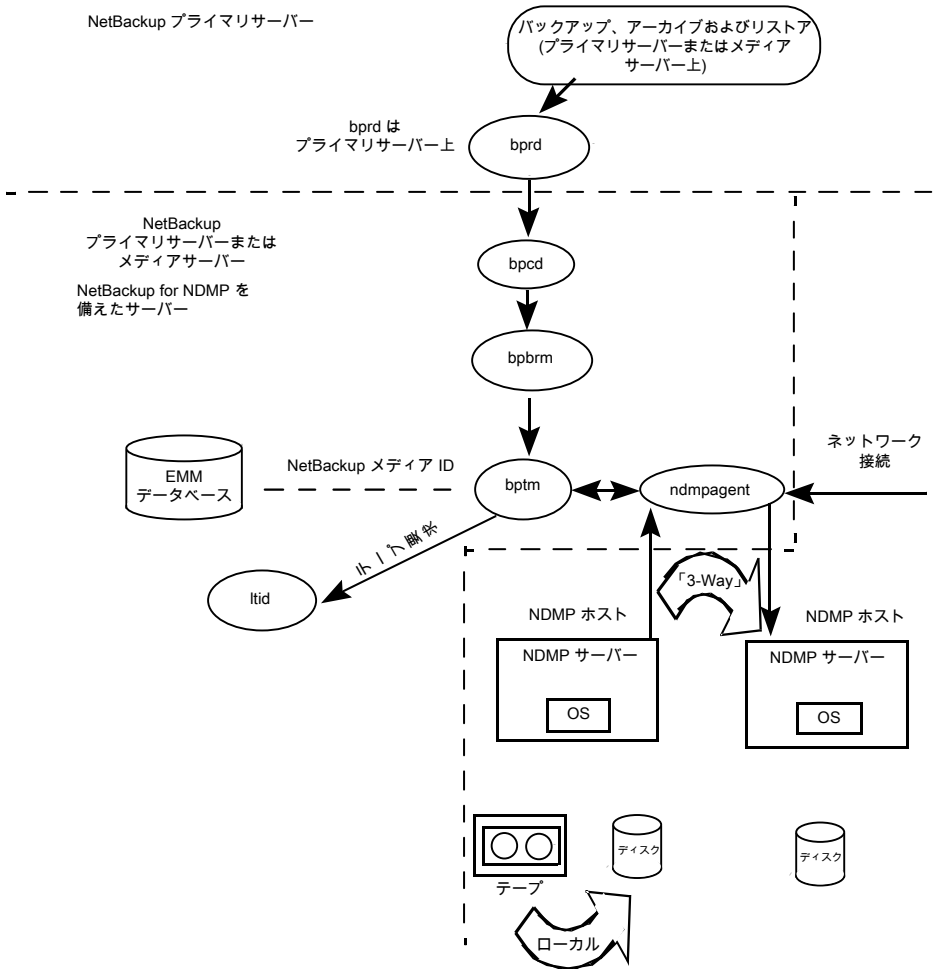 NetBackup プライマリサーバー
バックアップ、アーカイブおよびリストア
(プライマリサーバーまたはメディア
サーバー上)
bprd は
プライマリサーバー上
bprd
NetBackup
プライマリサーバーまたは
メディアサーバー
NetBackup for NDMP を
備えたサーバー
bpcd
bpbrm
ネットワーク
接続
EMM
データベース
NetBackup メディア ID
bptm
ndmpagent
テープ要求
ltid
「3-Way」
NDMP ホスト
NDMP ホスト
NDMP サーバー
NDMP サーバー
OS
OS
ディスク
ディスク
テープ
ローカル